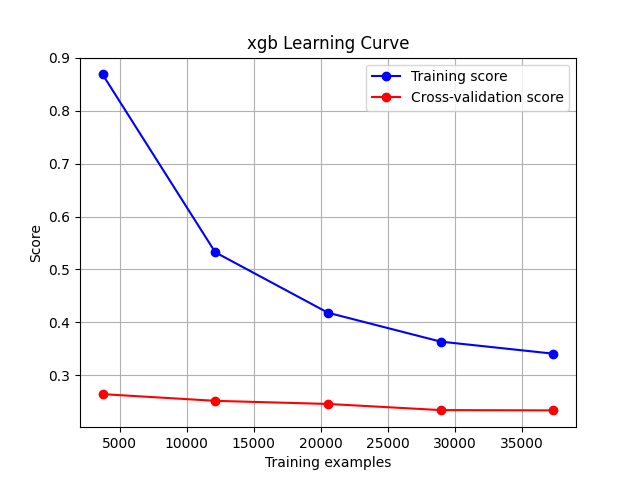 xgb Learning Curve
Training score
Cross-validation score
Score
0.9
0.8
0.7
0.6
0.5
0.4
0.3
5000 10000 15000 20000 25000 30000 35000
Training examples